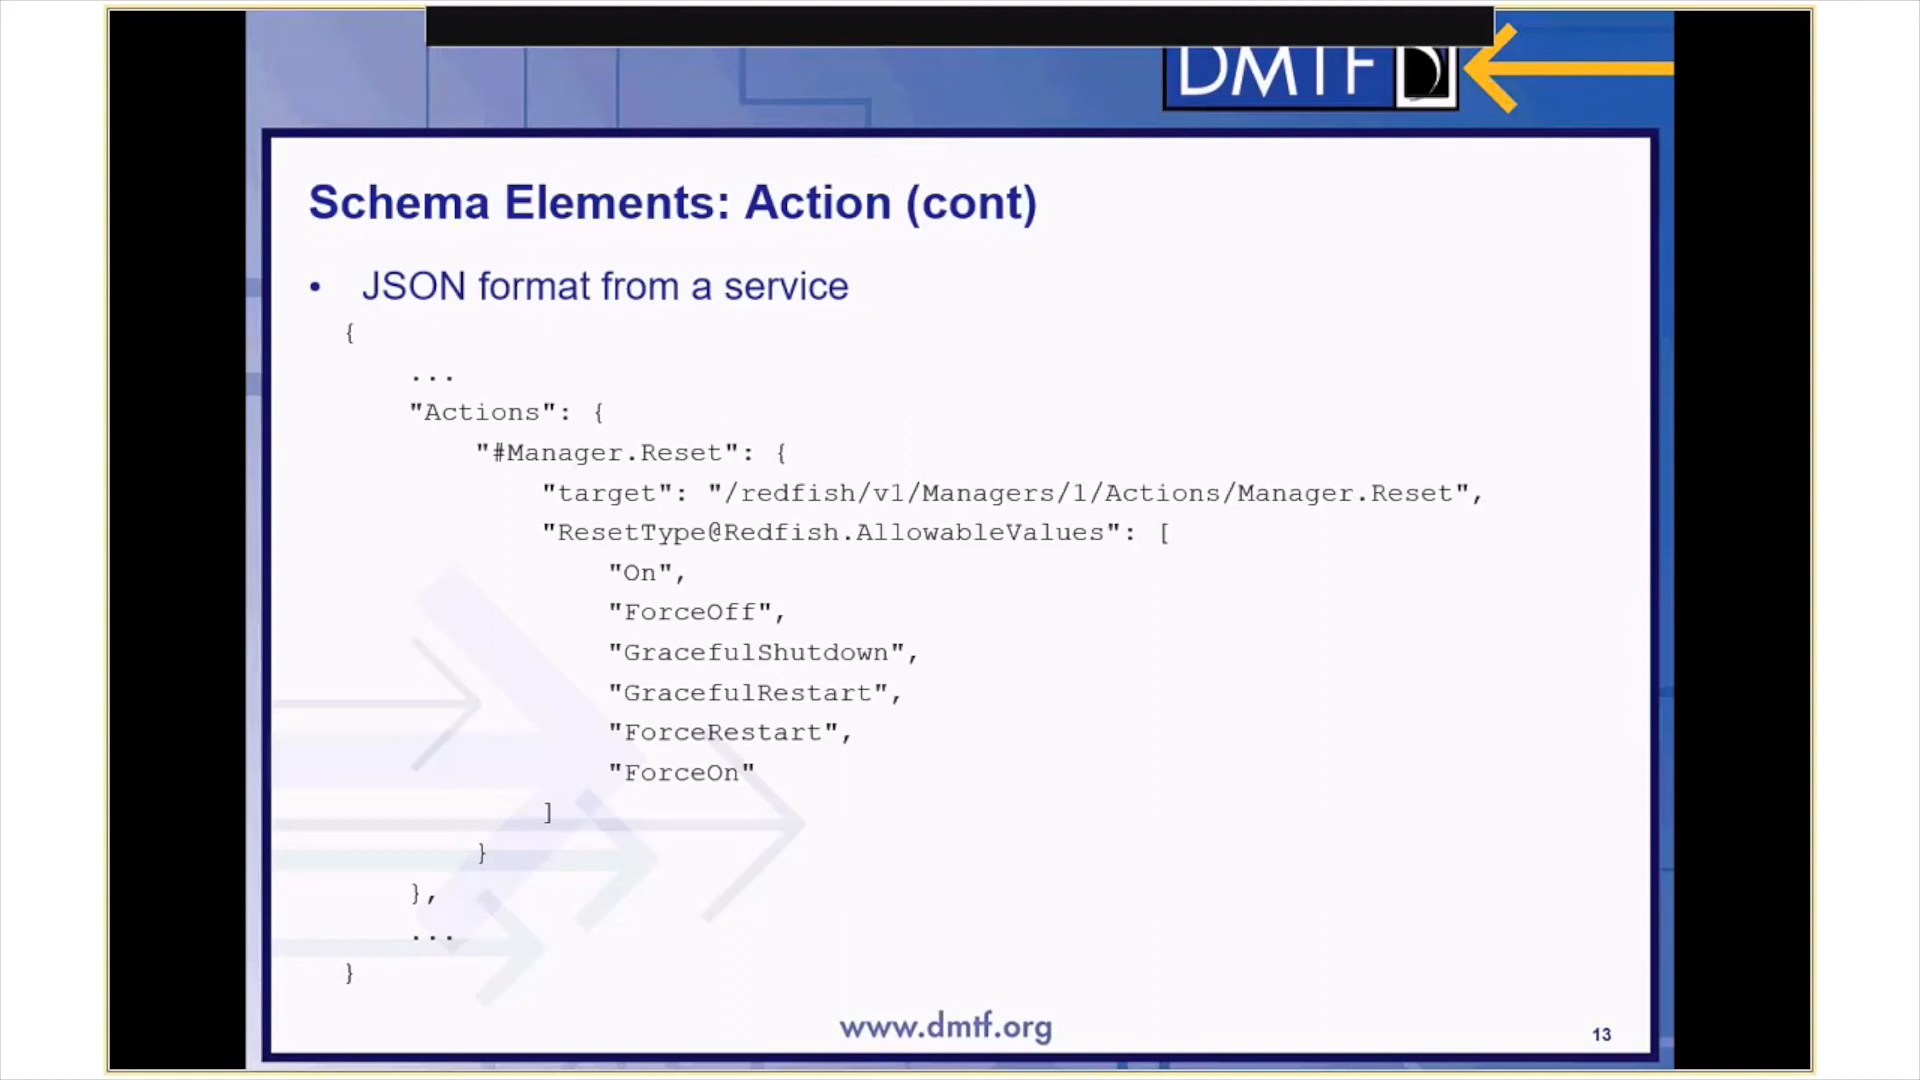 DMTF
Schema Elements: Action (cont)
• JSON format from a service
{
...
"Actions": {
"#Manager.Reset": {
"target": "/redfish/v1/Managers/1/Actions/Manager.Reset",
"ResetType@Redfish.AllowableValues": [
"On",
"ForceOff",
"GracefulShutdown",
"GracefulRestart",
"ForceRestart",
"ForceOn"
]
}
},
...
}
www.dmtf.org
13